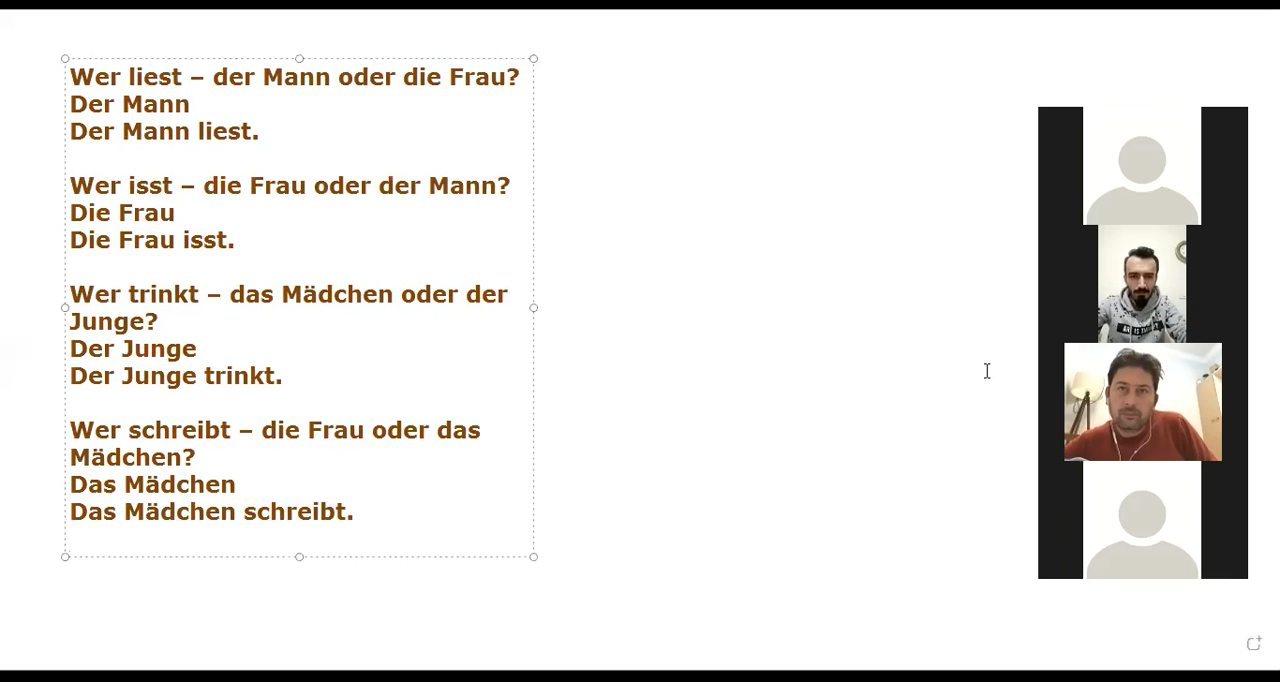 Wer liest – der Mann oder die Frau?
Der Mann
Der Mann liest.
Wer isst – die Frau oder der Mann?
Die Frau
Die Frau isst.
Wer trinkt – das Mädchen oder der
Junge?
Der Junge
Der Junge trinkt.
Wer schreibt – die Frau oder das
Mädchen?
Das Mädchen
Das Mädchen schreibt.